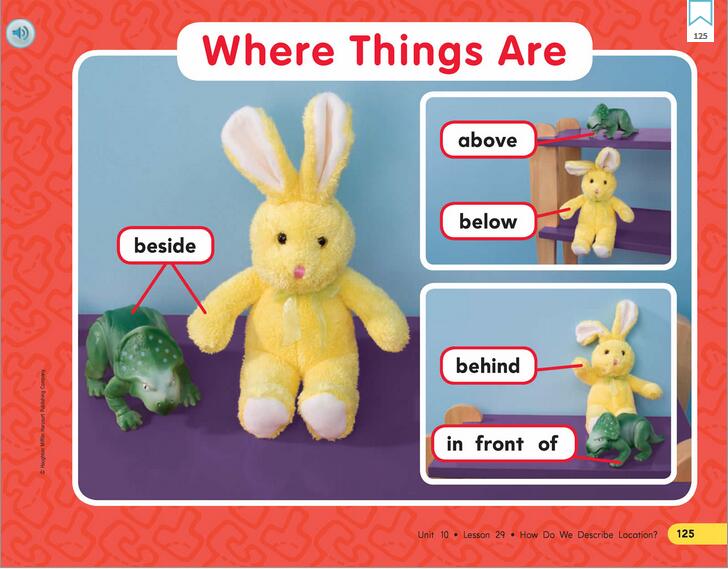 125
Where Things Are
beside
above
below
behind
in front of
© Houghton Mifflin Harcourt Publishing Company
Unit 10 • Lesson 29 • How Do We Describe Location?
125